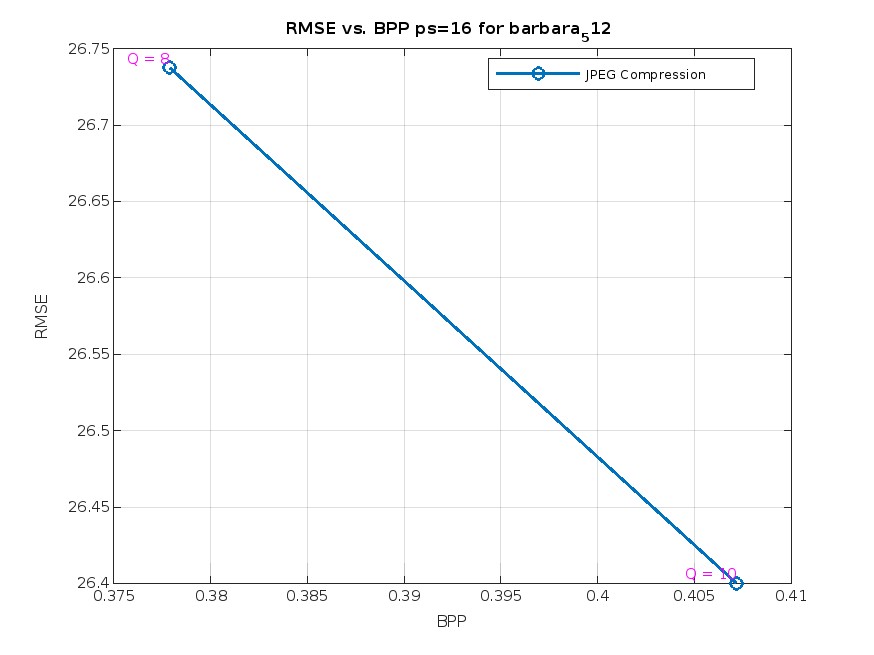 RMSE vs. BPP ps=16 for barbara₅12
JPEG Compression
Q = 8
Q = 10
RMSE
26.75
26.7
26.65
26.6
26.55
26.5
26.45
26.4
0.375 0.38 0.385 0.39 0.395 0.4 0.405 0.41
BPP